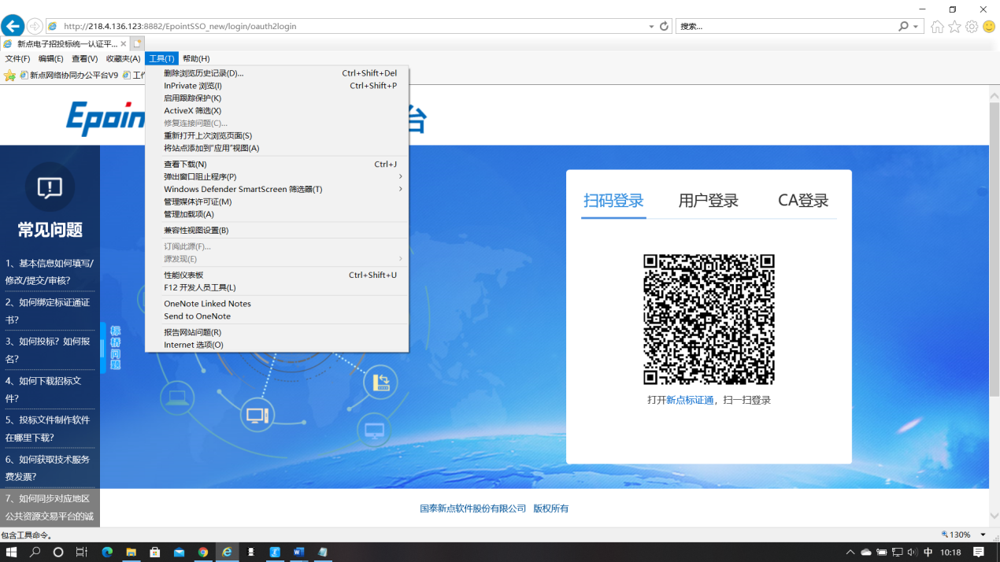 http://218.4.136.123:8882/EpointSSO_new/login/oauth2login
搜索...
新点电子招投标统一认证平...
文件(F) 编辑(E) 查看(V) 收藏夹(A) 工具(T) 帮助(H)
新点网络协同办公平台V9
删除浏览历史记录(D)... Ctrl+Shift+Del
InPrivate 浏览(I) Ctrl+Shift+P
启用跟踪保护(K)
ActiveX 筛选(X)
修复连接问题(C)...
重新打开上次浏览页面(S)
将站点添加到"应用"视图(A)
查看下载(N) Ctrl+J
弹出窗口阻止程序(P)
Windows Defender SmartScreen 筛选器(T)
管理媒体许可证(M)
管理加载项(A)
兼容性视图设置(B)
订阅此源(F)...
源发现(E)
性能仪表板 Ctrl+Shift+U
F12 开发人员工具(L)
OneNote Linked Notes
Send to OneNote
报告网站问题(R)
Internet 选项(O)
Epoin
台
常见问题
1、基本信息如何填写/
修改/提交/审核?
2、如何绑定标证通证
书?
3、如何投标? 如何报
名?
4、如何下载招标文
件?
5、投标文件制作软件
在哪里下载?
6、如何获取技术服务
费发票?
7、如何同步对应地区
公共资源交易平台的诚
标桥问题
扫码登录 用户登录 CA登录
打开新点标证通，扫一扫登录
国泰新点软件股份有限公司 版权所有
包含工具命令。
130%
中 10:18